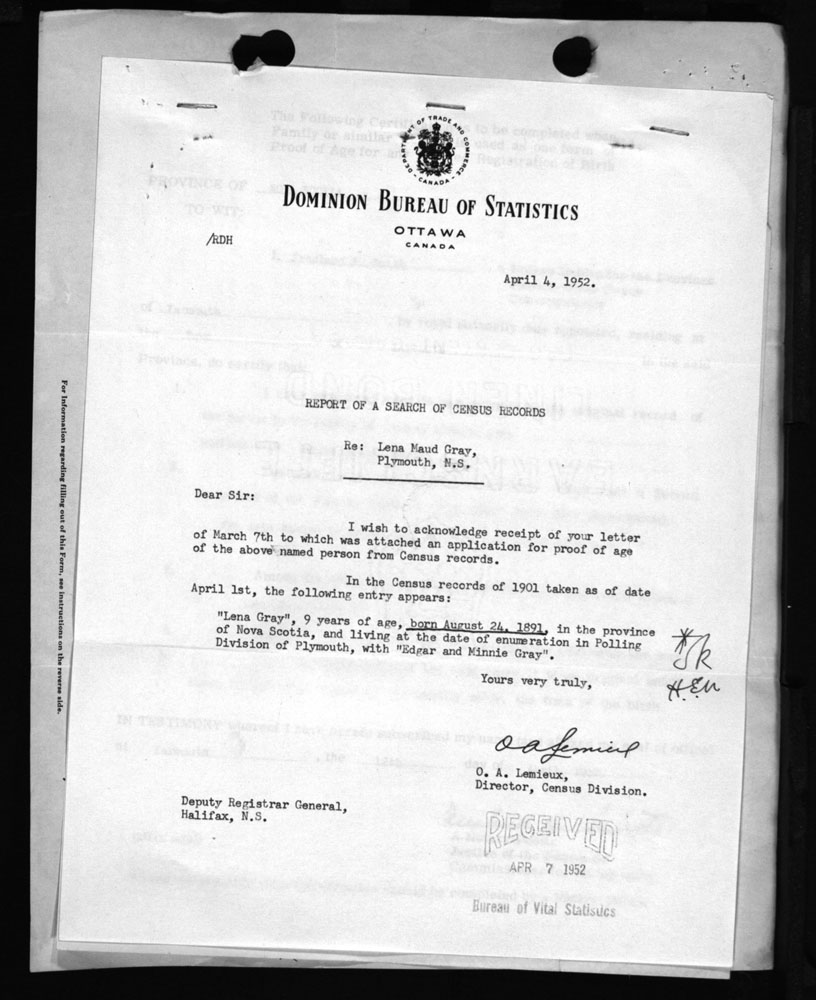 DEPARTMENT OF TRADE AND COMMERCE
CANADA
DOMINION BUREAU OF STATISTICS
OTTAWA
CANADA
/RDH
April 4, 1952.
REPORT OF A SEARCH OF CENSUS RECORDS
Re: Lena Maud Gray,
Plymouth, N.S.
Dear Sir:
I wish to acknowledge receipt of your letter
of March 7th to which was attached an application for proof of age
of the above named person from Census records.
In the Census records of 1901 taken as of date
April 1st, the following entry appears:
"Lena Gray", 9 years of age, born August 24, 1891, in the province
of Nova Scotia, and living at the date of enumeration in Polling
Division of Plymouth, with "Edgar and Minnie Gray".
Yours very truly,
H.E.M
O A Lemieux
O. A. Lemieux,
Director, Census Division.
Deputy Registrar General,
Halifax, N.S.
RECEIVED
APR 7 1952
Bureau of Vital Statistics
For Information regarding filling out of this Form, see instructions on the reverse side.